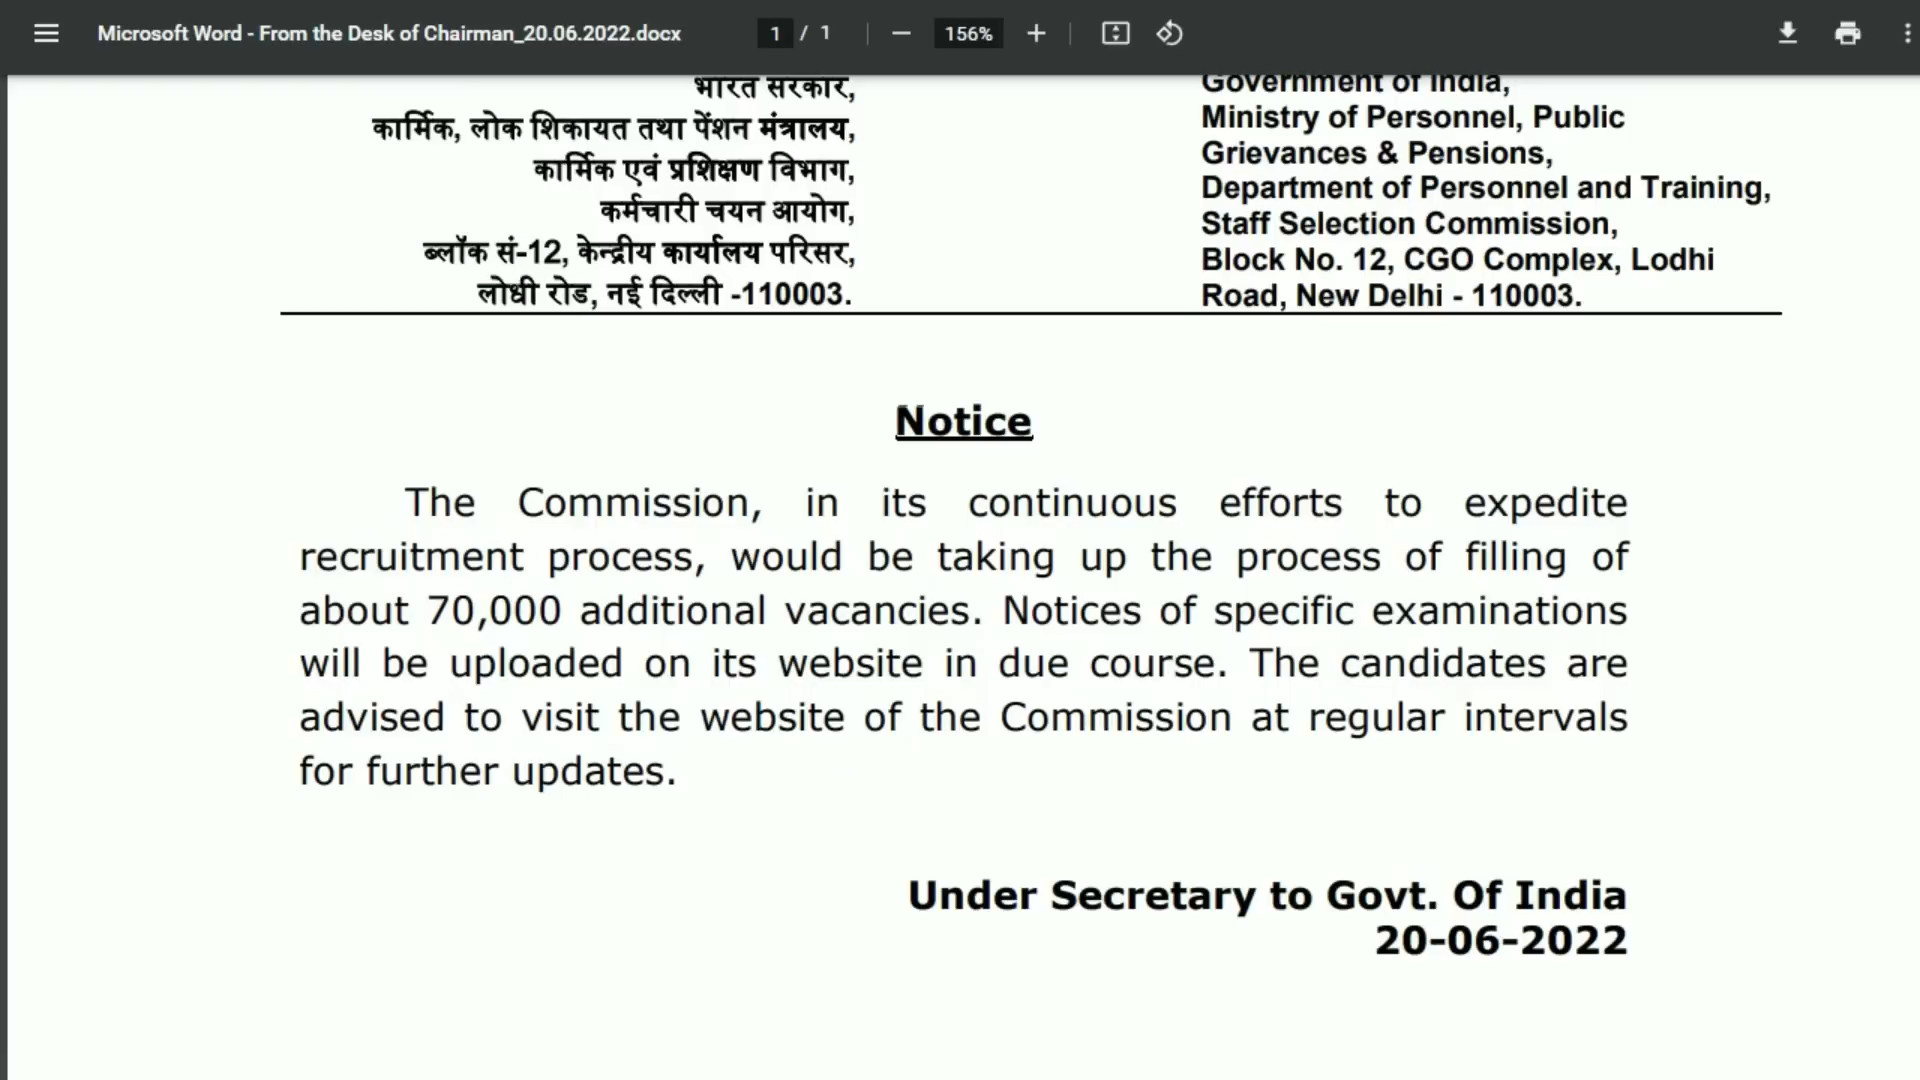 Microsoft Word - From the Desk of Chairman_20.06.2022.docx
1 / 1
156%
भारत सरकार,
कार्मिक, लोक शिकायत तथा पेंशन मंत्रालय,
कार्मिक एवं प्रशिक्षण विभाग,
कर्मचारी चयन आयोग,
ब्लॉक सं-12, केन्द्रीय कार्यालय परिसर,
लोधी रोड, नई दिल्ली -110003.
Government of India,
Ministry of Personnel, Public
Grievances & Pensions,
Department of Personnel and Training,
Staff Selection Commission,
Block No. 12, CGO Complex, Lodhi
Road, New Delhi - 110003.
Notice
The Commission, in its continuous efforts to expedite
recruitment process, would be taking up the process of filling of
about 70,000 additional vacancies. Notices of specific examinations
will be uploaded on its website in due course. The candidates are
advised to visit the website of the Commission at regular intervals
for further updates.
Under Secretary to Govt. Of India
20-06-2022